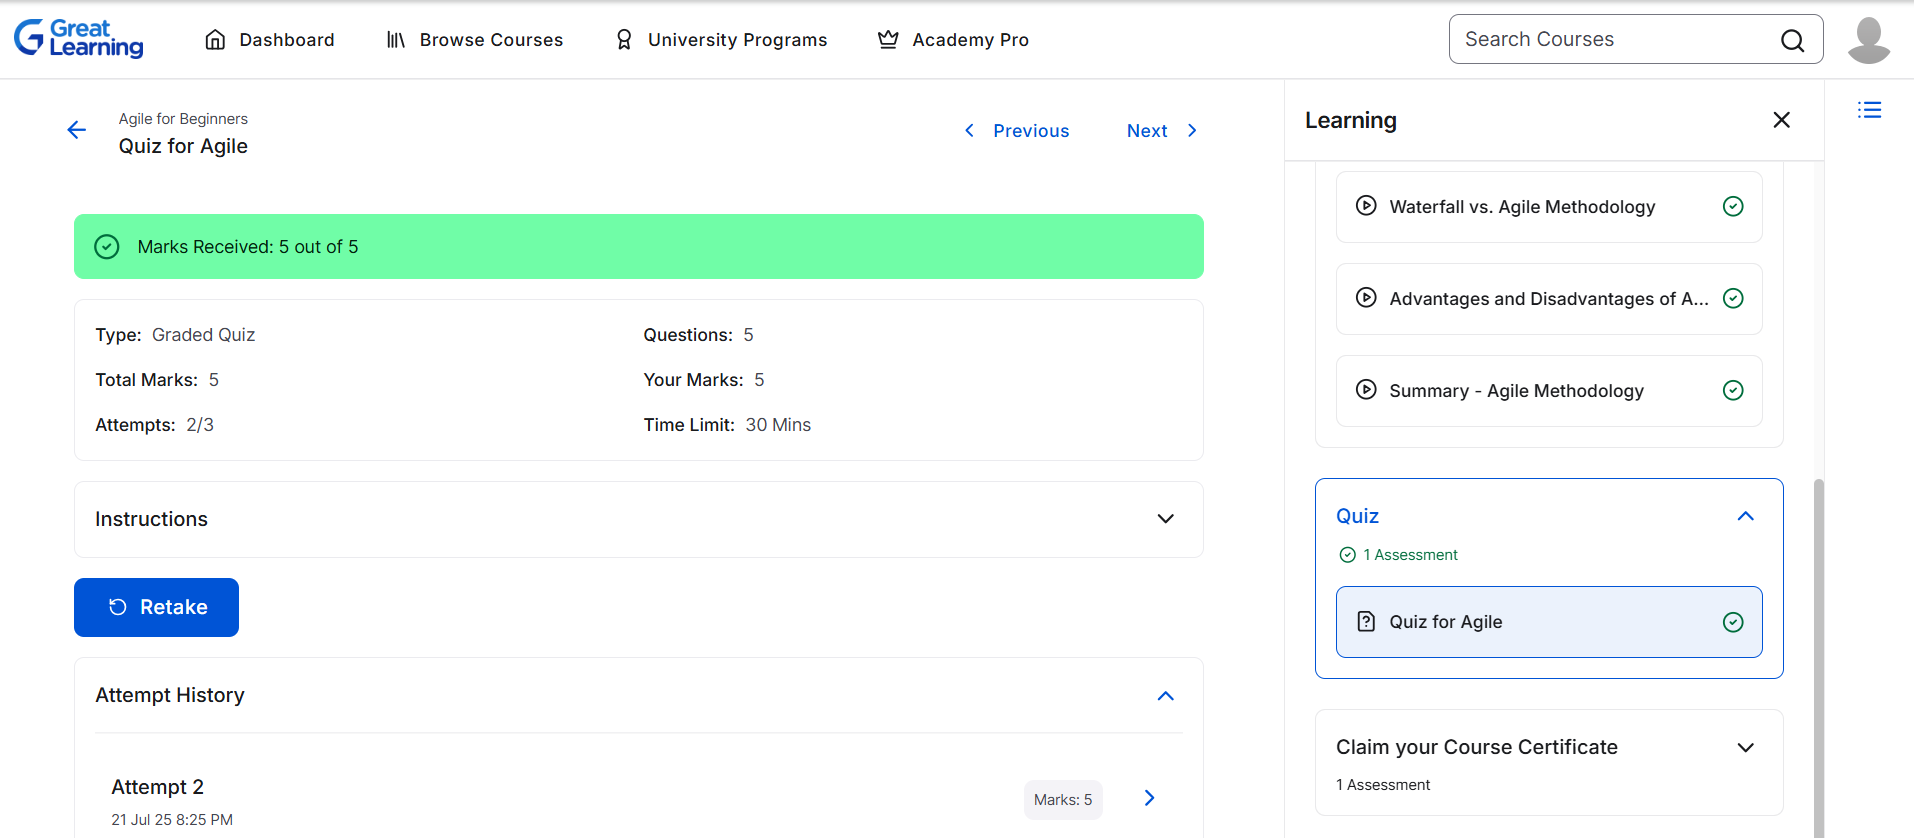 Great Learning
Dashboard
Browse Courses
University Programs
Academy Pro
Search Courses
Agile for Beginners
Quiz for Agile
Previous
Next
Marks Received: 5 out of 5
Type: Graded Quiz
Questions: 5
Total Marks: 5
Your Marks: 5
Attempts: 2/3
Time Limit: 30 Mins
Instructions
Retake
Attempt History
Attempt 2
21 Jul 25 8:25 PM
Marks: 5
Learning
Waterfall vs. Agile Methodology
Advantages and Disadvantages of A...
Summary - Agile Methodology
Quiz
1 Assessment
Quiz for Agile
Claim your Course Certificate
1 Assessment